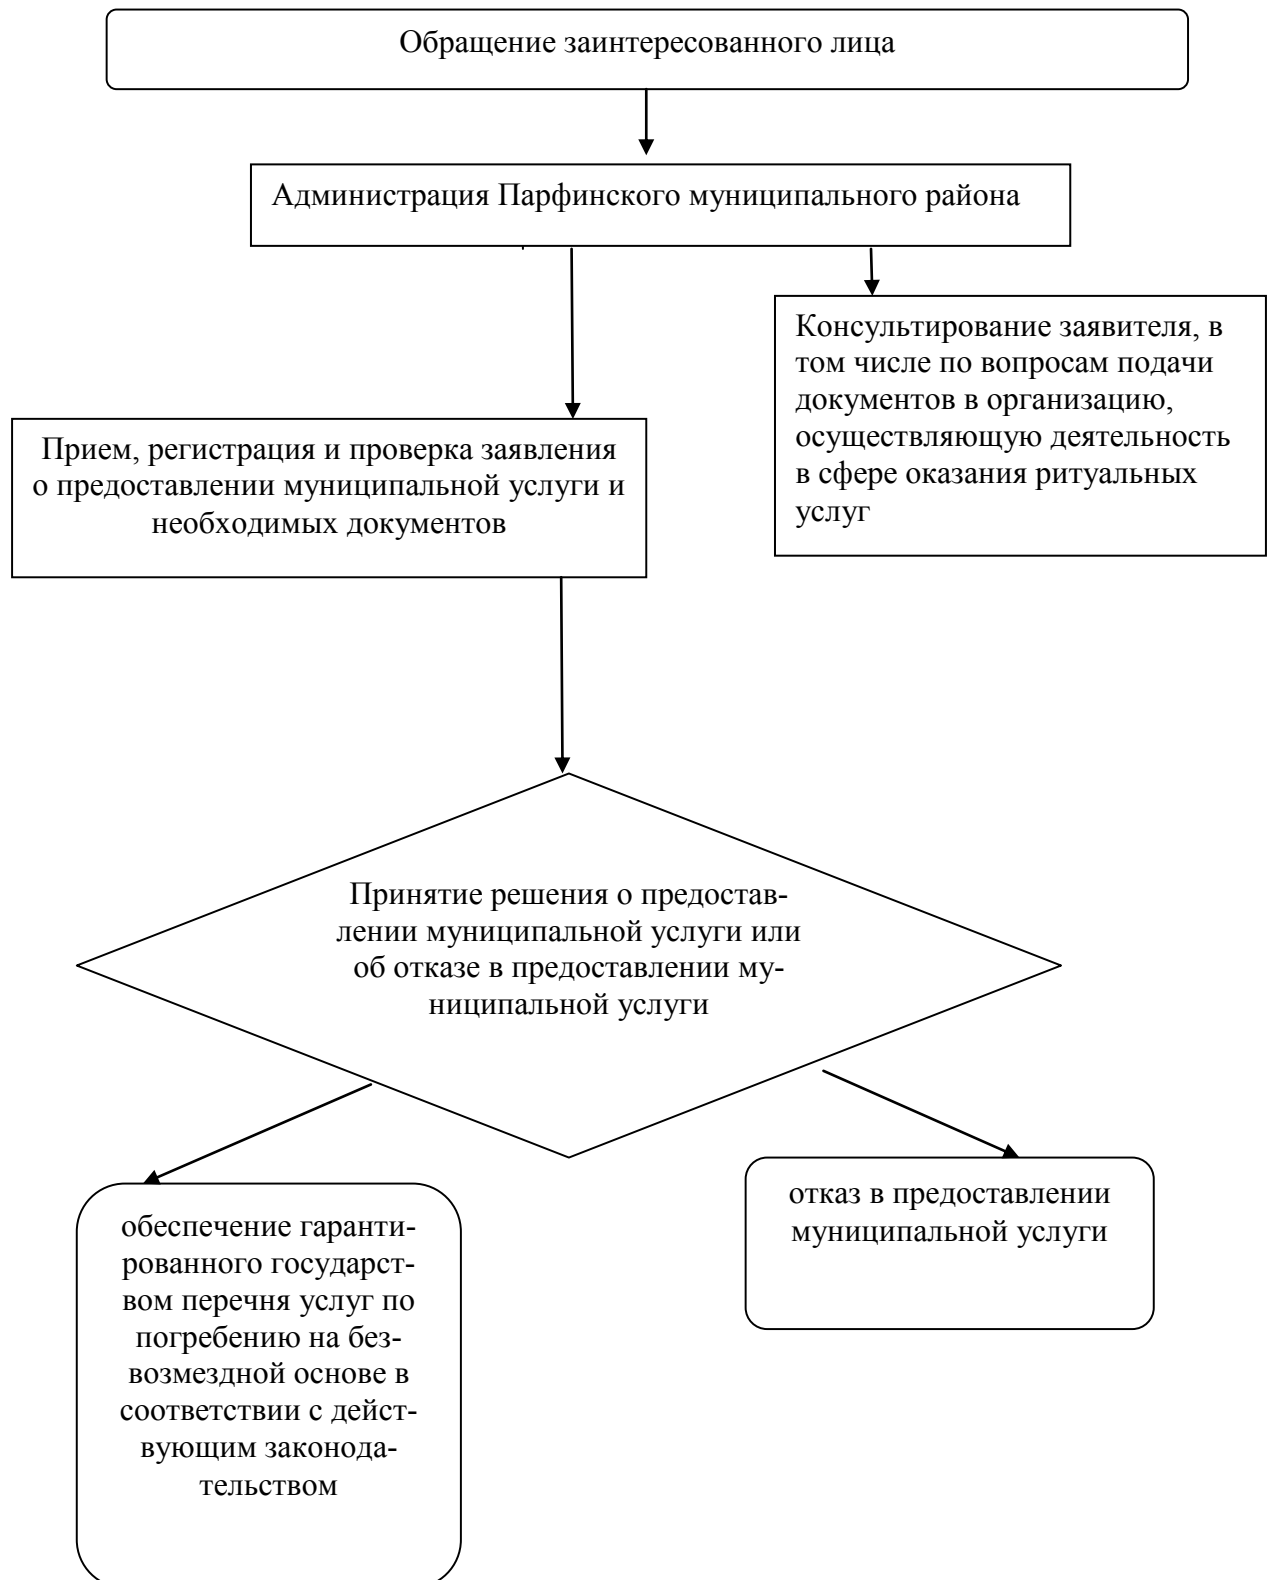 Обращение заинтересованного лица
Администрация Парфинского муниципального района
Консультирование заявителя, в
том числе по вопросам подачи
документов в организацию,
осуществляющую деятельность
в сфере оказания ритуальных
услуг
Прием, регистрация и проверка заявления
о предоставлении муниципальной услуги и
необходимых документов
Принятие решения о предостав-
лении муниципальной услуги или
об отказе в предоставлении му-
ниципальной услуги
обеспечение гаранти-
рованного государст-
вом перечня услуг по
погребению на без-
возмездной основе в
соответствии с дейст-
вующим законода-
тельством
отказ в предоставлении
муниципальной услуги